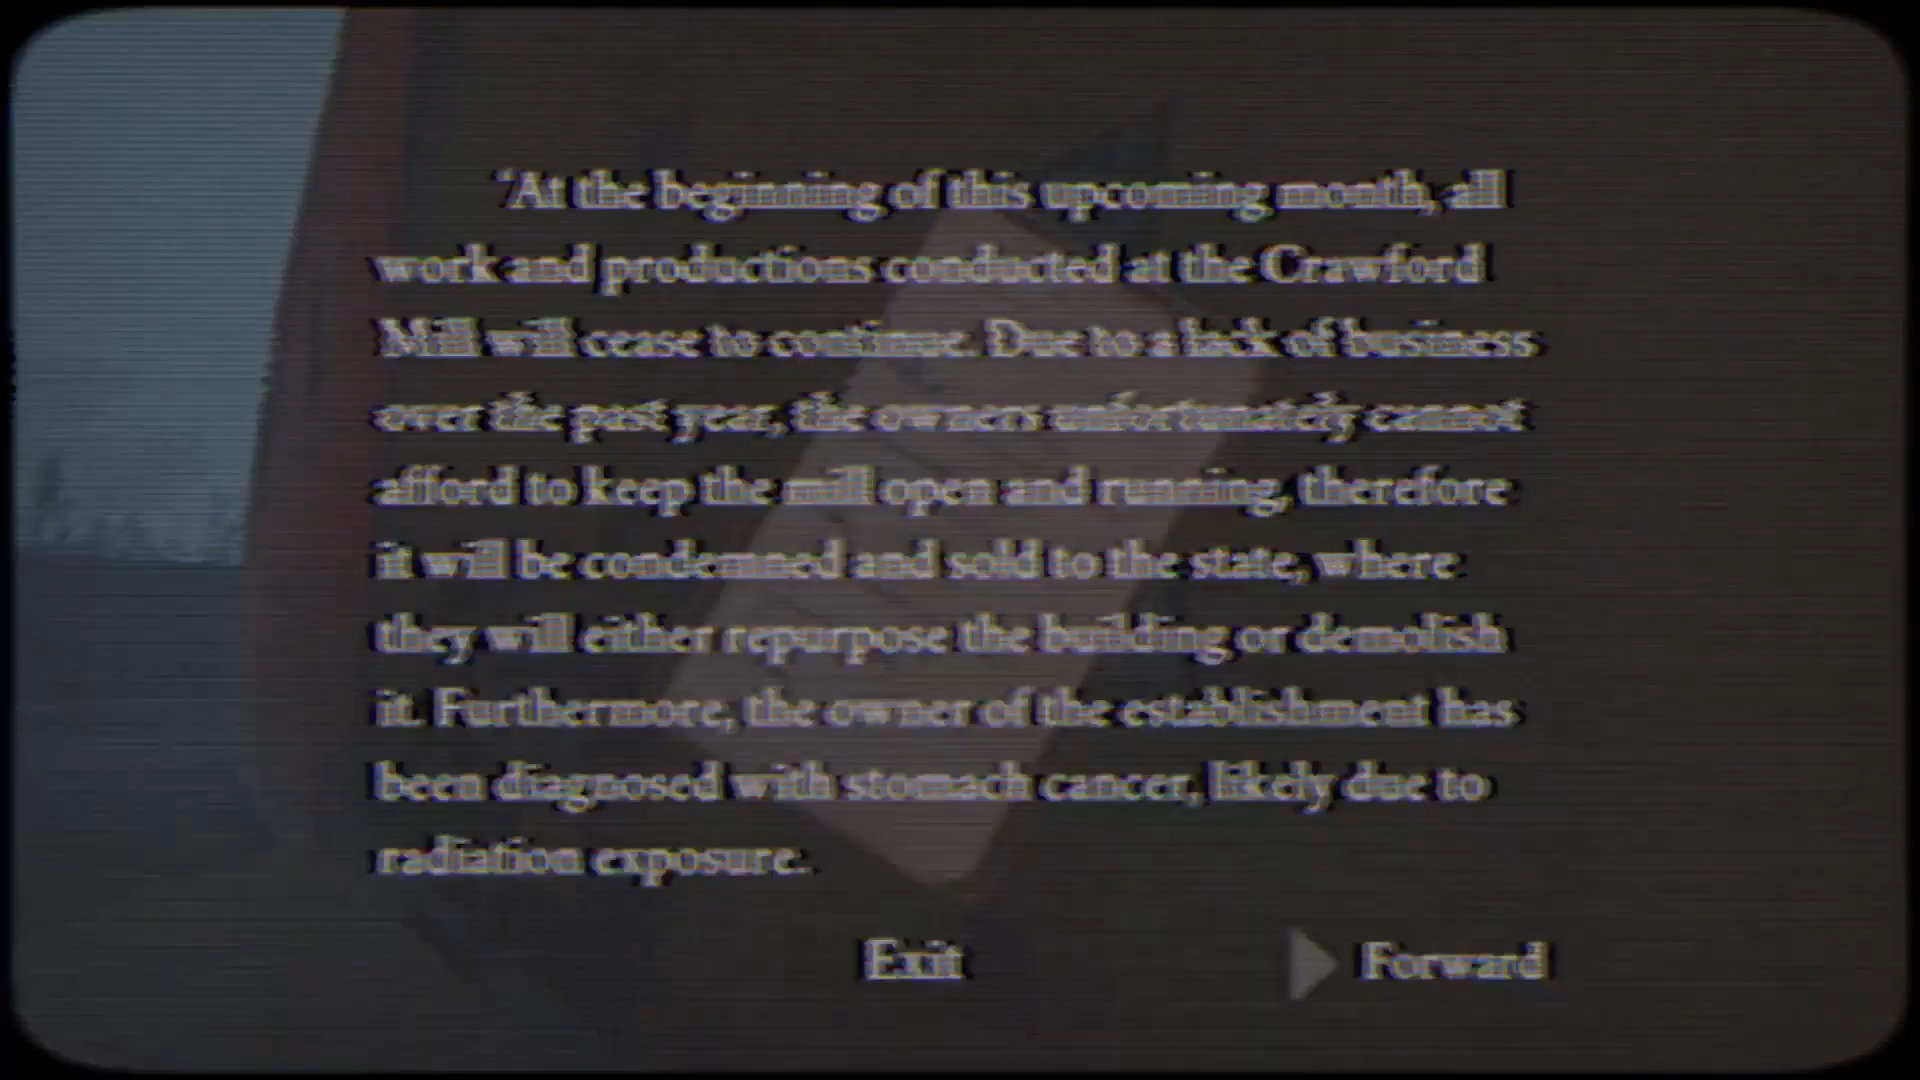 "At the beginning of this upcoming month, all
work and productions conducted at the Crawford
Mill will cease to continue. Due to a lack of business
over the past year, the owners unfortunately cannot
afford to keep the mill open and running, therefore
it will be condemned and sold to the state, where
they will either repurpose the building or demolish
it. Furthermore, the owner of the establishment has
been diagnosed with stomach cancer, likely due to
radiation exposure.
Exit
Forward